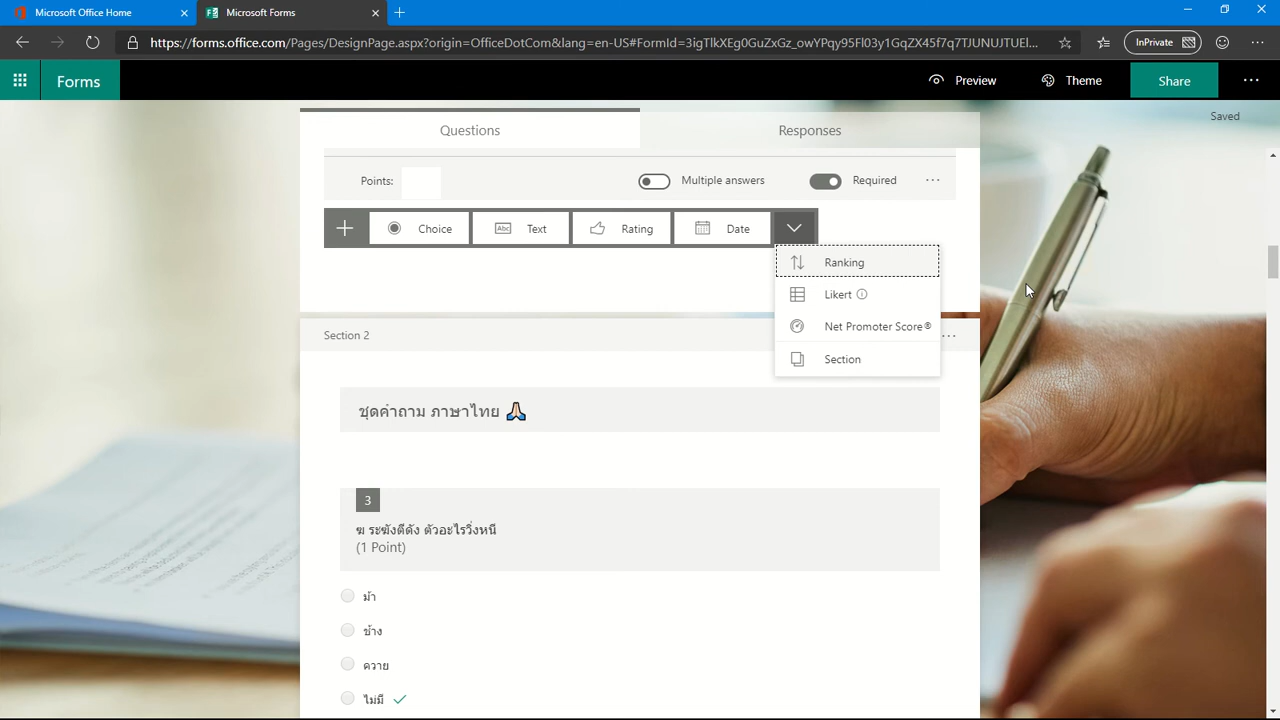 Microsoft Office Home
Microsoft Forms
https://forms.office.com/Pages/DesignPage.aspx?origin=OfficeDotCom&lang=en-US#FormId=3igTlkXEg0GuZxGz_owYPqy95Fl03y1GqZX45f7q7TJUNUJTUEl...
InPrivate
Forms
Preview
Theme
Share
Questions
Responses
Saved
Points:
Multiple answers
Required
Choice
Text
Rating
Date
Ranking
Likert
Net Promoter Score®
Section
Section 2
ชุดคำถาม ภาษาไทย 🙏🏻
3
ฆ ระฆังตีดัง ตัวอะไรวิ่งหนี
(1 Point)
ม้า
ช้าง
ควาย
ไม่มี